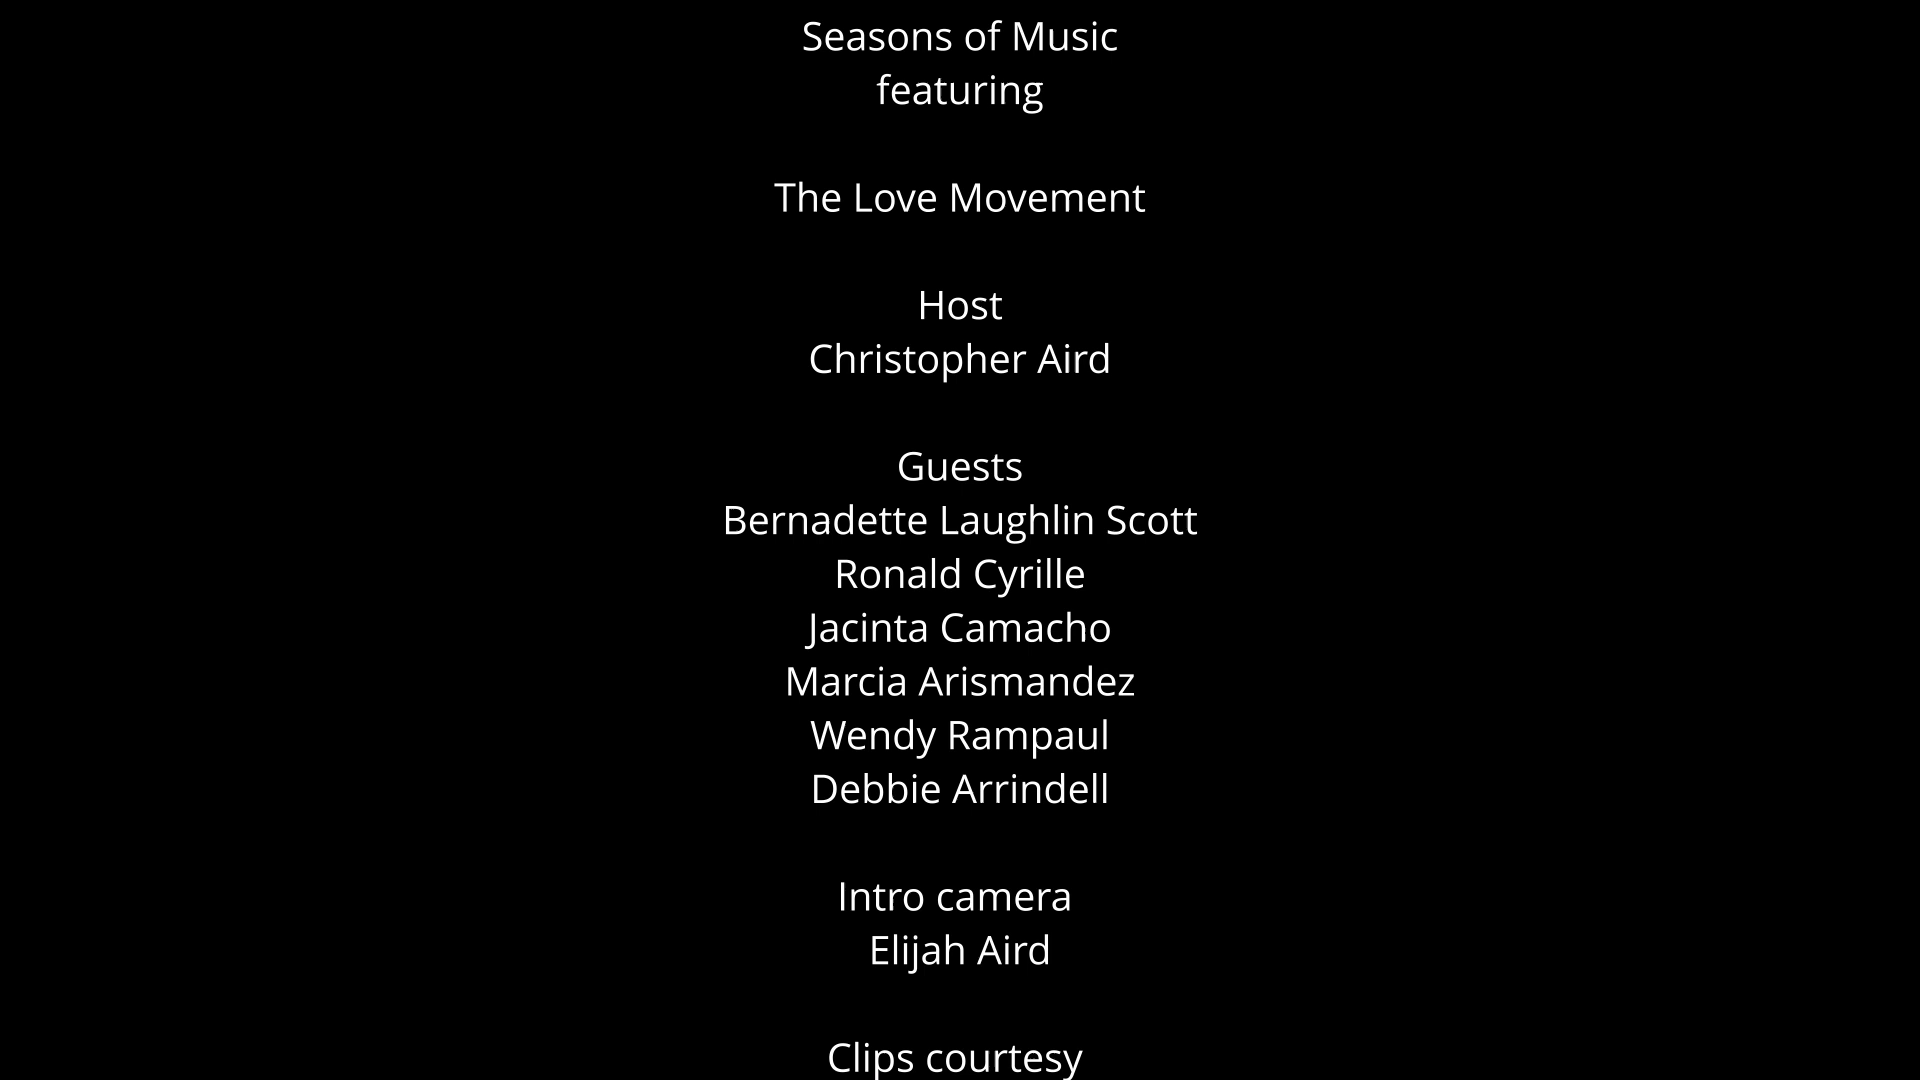 Seasons of Music
featuring
The Love Movement
Host
Christopher Aird
Guests
Bernadette Laughlin Scott
Ronald Cyrille
Jacinta Camacho
Marcia Arismandez
Wendy Rampaul
Debbie Arrindell
Intro camera
Elijah Aird
Clips courtesy